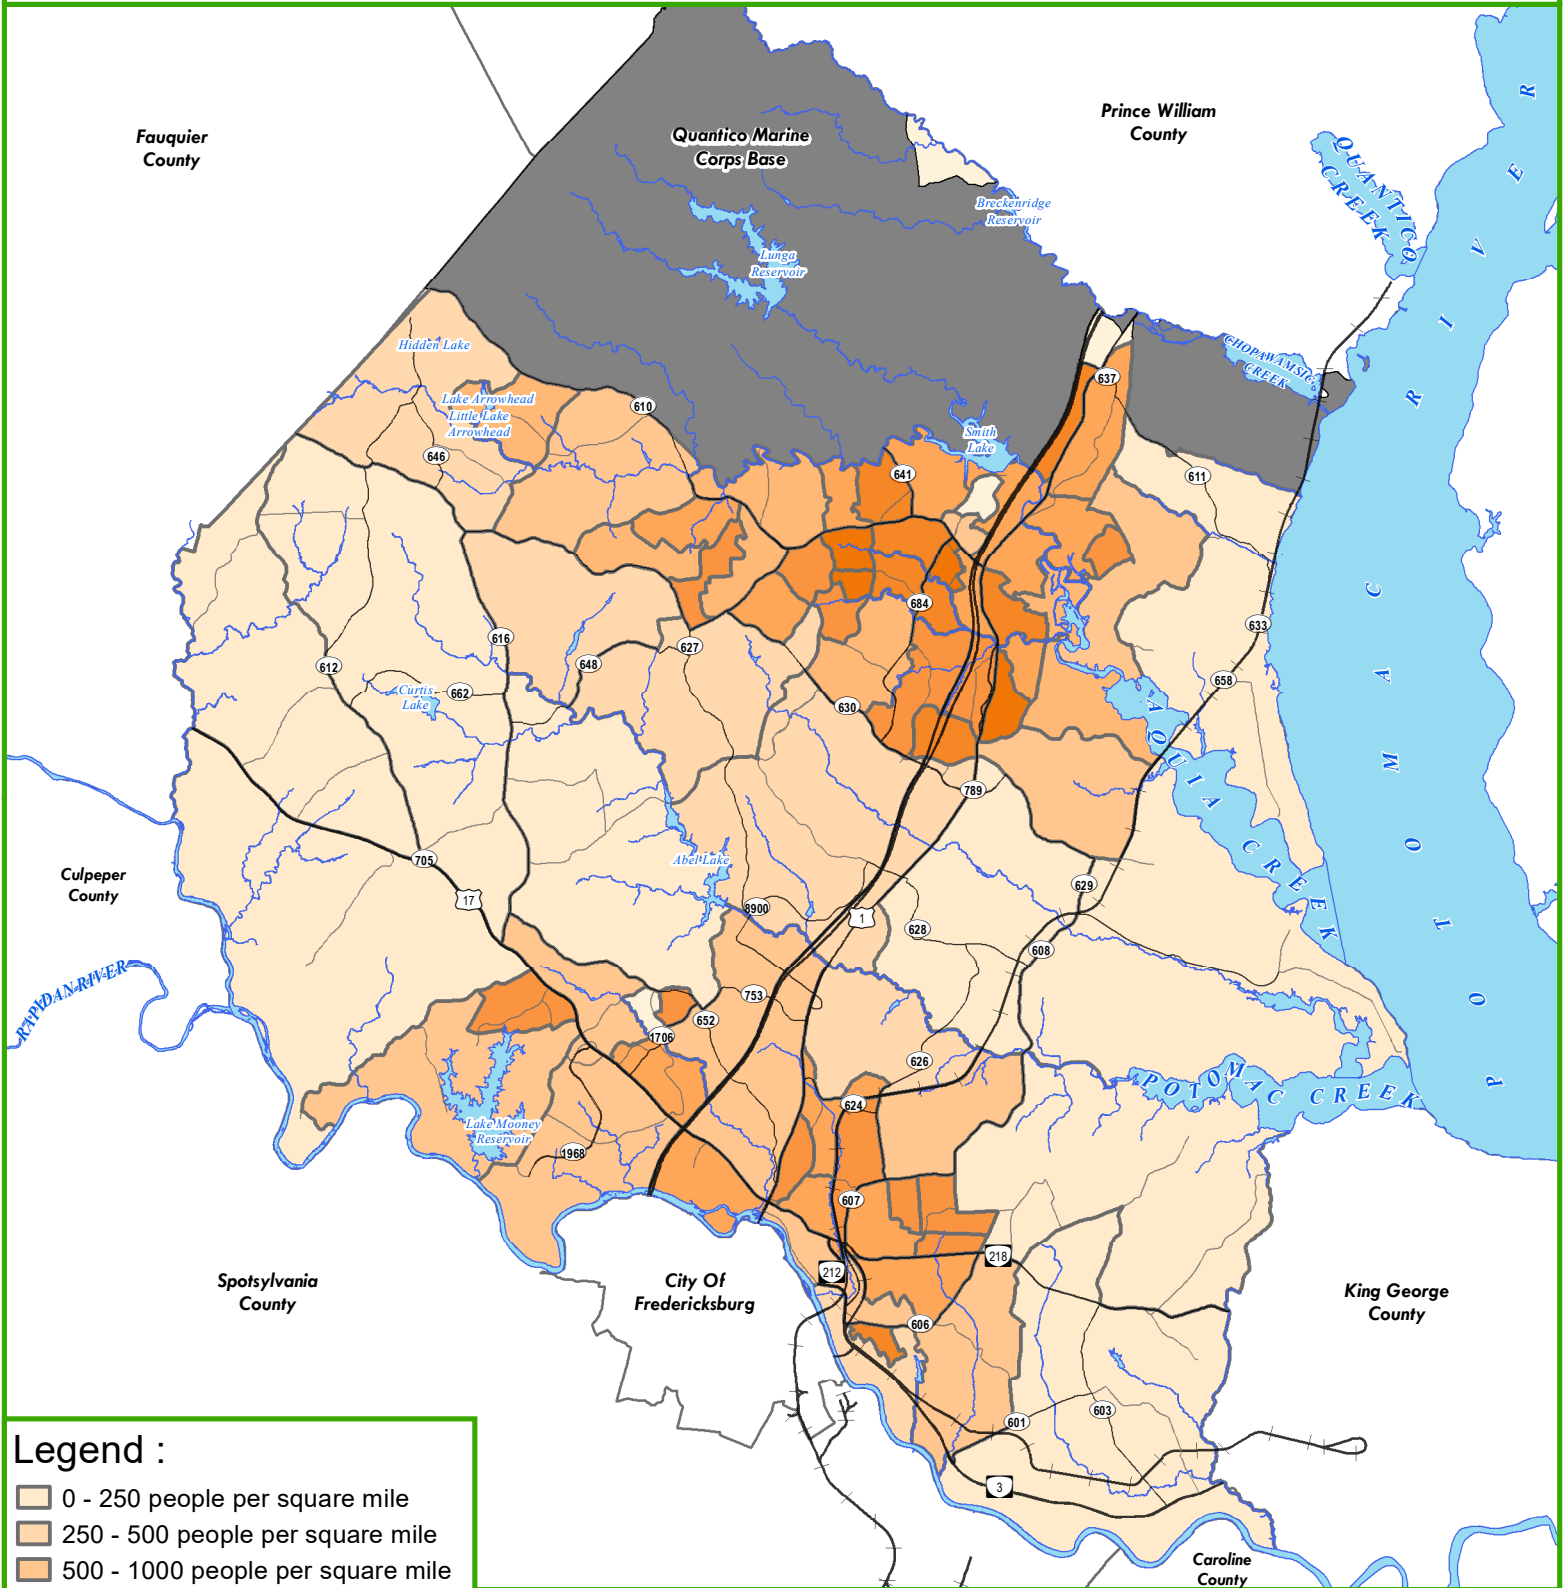 Fauquier
County
Quantico Marine
Corps Base
Prince William
County
QUANTICO
CREEK
Breckenridge
Reservoir
Lunga
Reservoir
POTOMAC RIVER
CHOPAWAMSIC
CREEK
Hidden Lake
637
Lake Arrowhead
Little Lake
Arrowhead
610
646
Smith
Lake
641
611
684
633
616
627
612
648
658
662
Curtis
Lake
630
AQUIA CREEK
789
705
Abel Lake
Culpeper
County
17
629
8900
1
628
608
RAPIDAN RIVER
753
652
1706
626
POTOMAC CREEK
624
Lake Mooney
Reservoir
1968
607
218
212
Spotsylvania
County
City Of
Fredericksburg
King George
County
606
603
601
3
Caroline
County
Legend :
0 - 250 people per square mile
250 - 500 people per square mile
500 - 1000 people per square mile